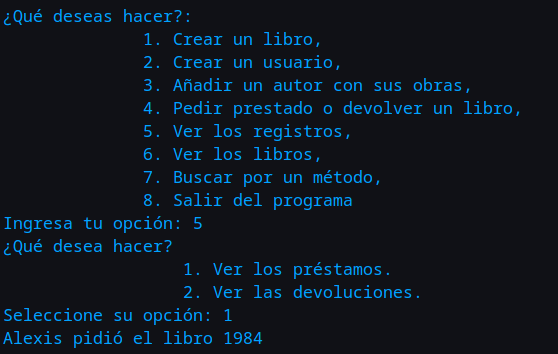 ¿Qué deseas hacer?:
1. Crear un libro,
2. Crear un usuario,
3. Añadir un autor con sus obras,
4. Pedir prestado o devolver un libro,
5. Ver los registros,
6. Ver los libros,
7. Buscar por un método,
8. Salir del programa
Ingresa tu opción: 5
¿Qué desea hacer?
1. Ver los préstamos.
2. Ver las devoluciones.
Seleccione su opción: 1
Alexis pidió el libro 1984